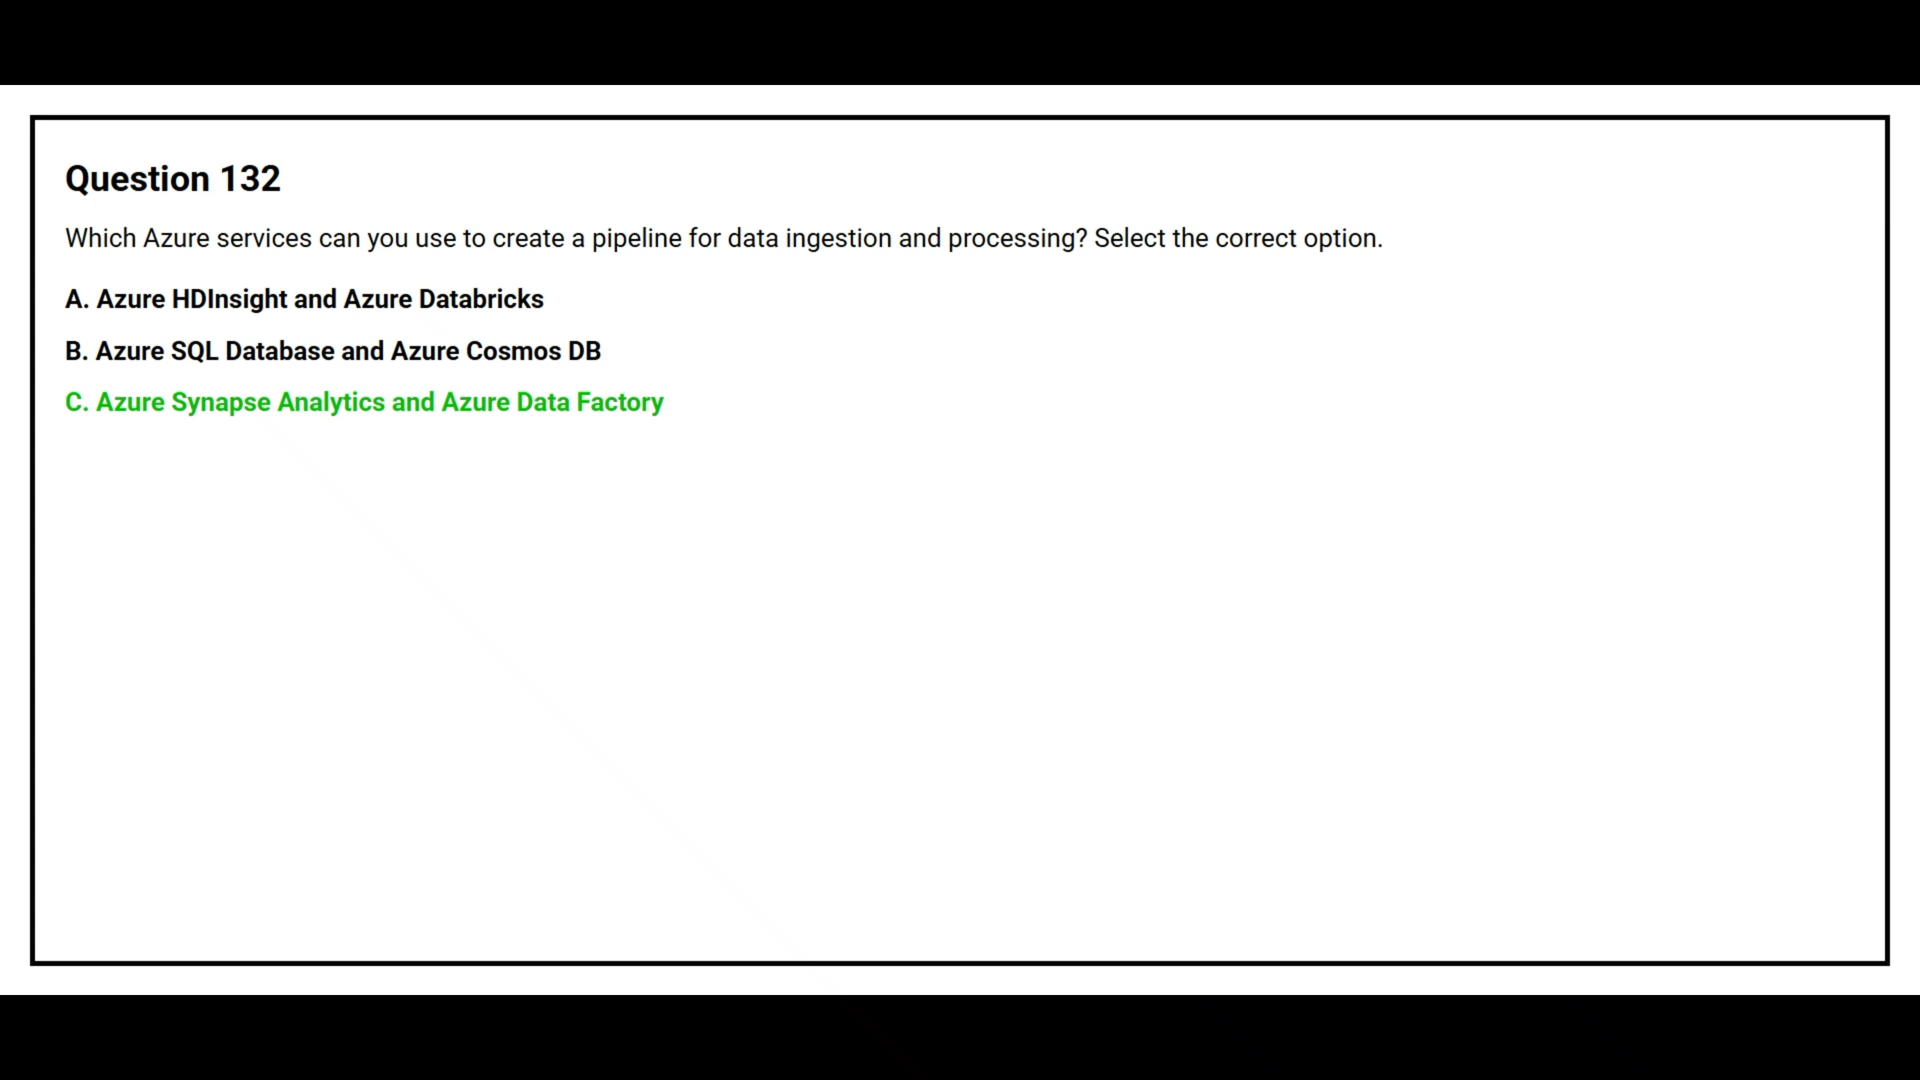 Question 132
Which Azure services can you use to create a pipeline for data ingestion and processing? Select the correct option.
A. Azure HDInsight and Azure Databricks
B. Azure SQL Database and Azure Cosmos DB
C. Azure Synapse Analytics and Azure Data Factory